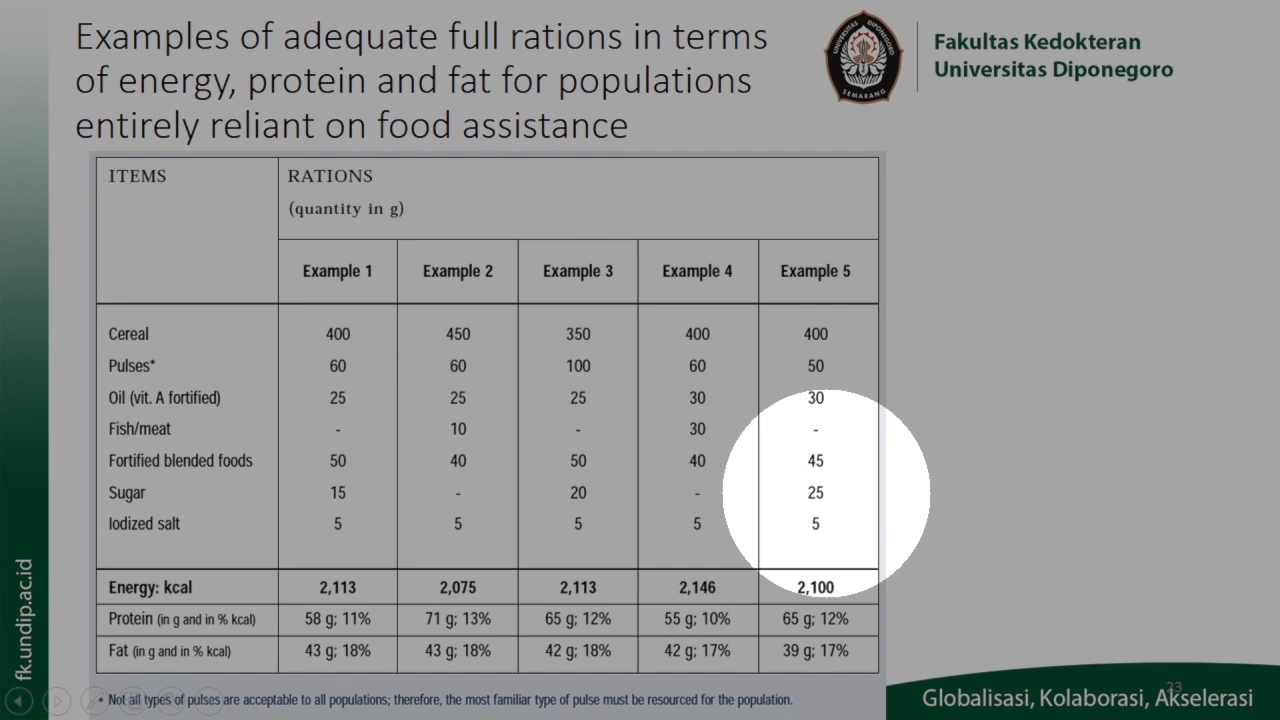 Examples of adequate full rations in terms
of energy, protein and fat for populations
entirely reliant on food assistance
UNIVERSITAS DIPONEGORO
SEMARANG
Fakultas Kedokteran
Universitas Diponegoro
ITEMS RATIONS
(quantity in g)
Example 1 Example 2 Example 3 Example 4 Example 5
Cereal 400 450 350 400 400
Pulses* 60 60 100 60 50
Oil (vit. A fortified) 25 25 25 30 30
Fish/meat - 10 - 30 -
Fortified blended foods 50 40 50 40 45
Sugar 15 - 20 - 25
Iodized salt 5 5 5 5 5
Energy: kcal 2,113 2,075 2,113 2,146 2,100
Protein (in g and in % kcal) 58 g; 11% 71 g; 13% 65 g; 12% 55 g; 10% 65 g; 12%
Fat (in g and in % kcal) 43 g; 18% 43 g; 18% 42 g; 18% 42 g; 17% 39 g; 17%
* Not all types of pulses are acceptable to all populations; therefore, the most familiar type of pulse must be resourced for the population.
fk.undip.ac.id
23
Globalisasi, Kolaborasi, Akselerasi